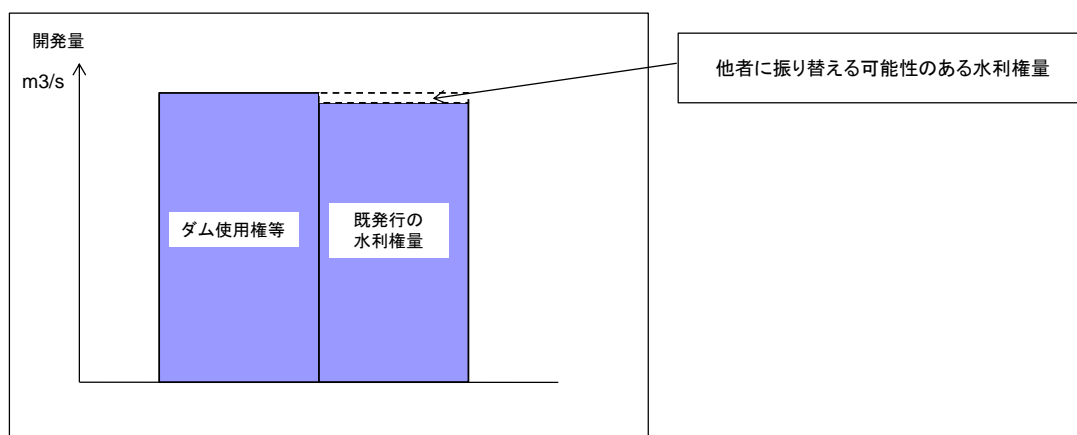 開発量
m3/s
他者に振り替える可能性のある水利権量
ダム使用権等
既発行の
水利権量